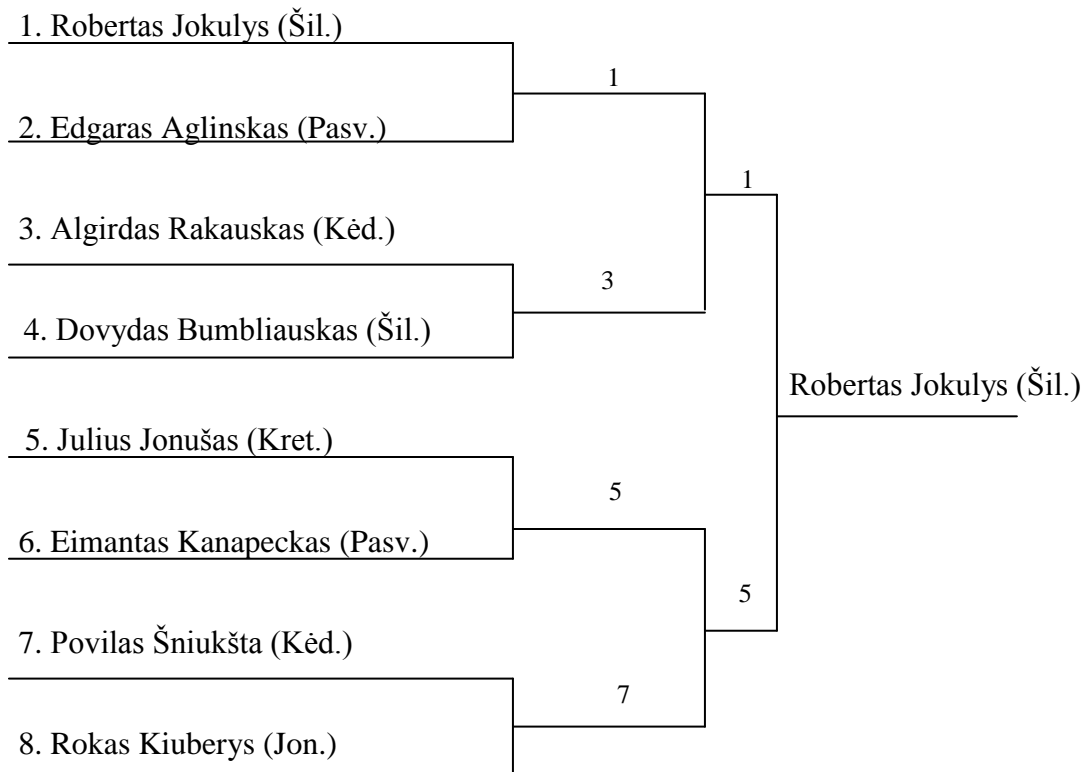 1. Robertas Jokulys (Šil.)
1
2. Edgaras Aglinskas (Pasv.)
1
3. Algirdas Rakauskas (Kėd.)
3
4. Dovydas Bumbliauskas (Šil.)
Robertas Jokulys (Šil.)
5. Julius Jonušas (Kret.)
5
6. Eimantas Kanapeckas (Pasv.)
5
7. Povilas Šniukšta (Kėd.)
7
8. Rokas Kiuberys (Jon.)